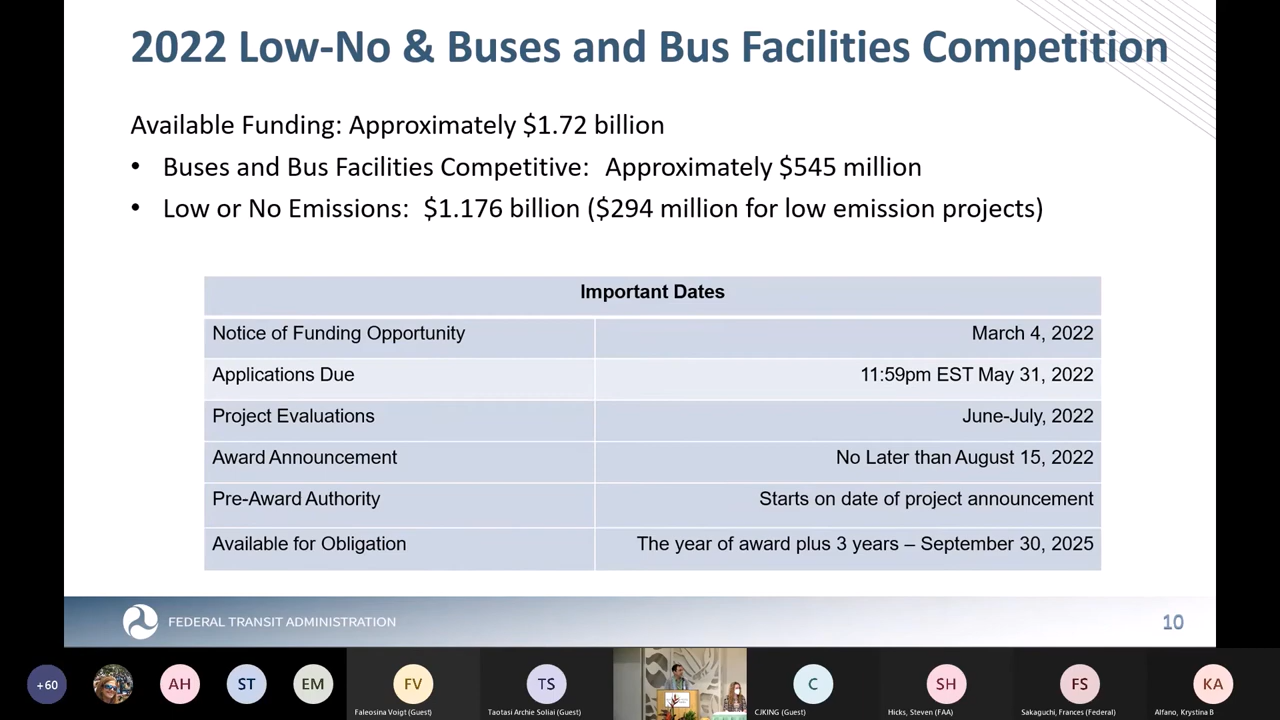 2022 Low-No & Buses and Bus Facilities Competition
Available Funding: Approximately $1.72 billion
• Buses and Bus Facilities Competitive: Approximately $545 million
• Low or No Emissions: $1.176 billion ($294 million for low emission projects)
Important Dates
Notice of Funding Opportunity March 4, 2022
Applications Due 11:59pm EST May 31, 2022
Project Evaluations June-July, 2022
Award Announcement No Later than August 15, 2022
Pre-Award Authority Starts on date of project announcement
Available for Obligation The year of award plus 3 years – September 30, 2025
FEDERAL TRANSIT ADMINISTRATION 10
+60 AH ST EM FV TS C SH FS KA
Faleosina Voigt (Guest) Taotasi Archie Soliai (Guest) CJKING (Guest) Hicks, Steven (FAA) Sakaguchi, Frances (Federal) Alfano, Krystina B